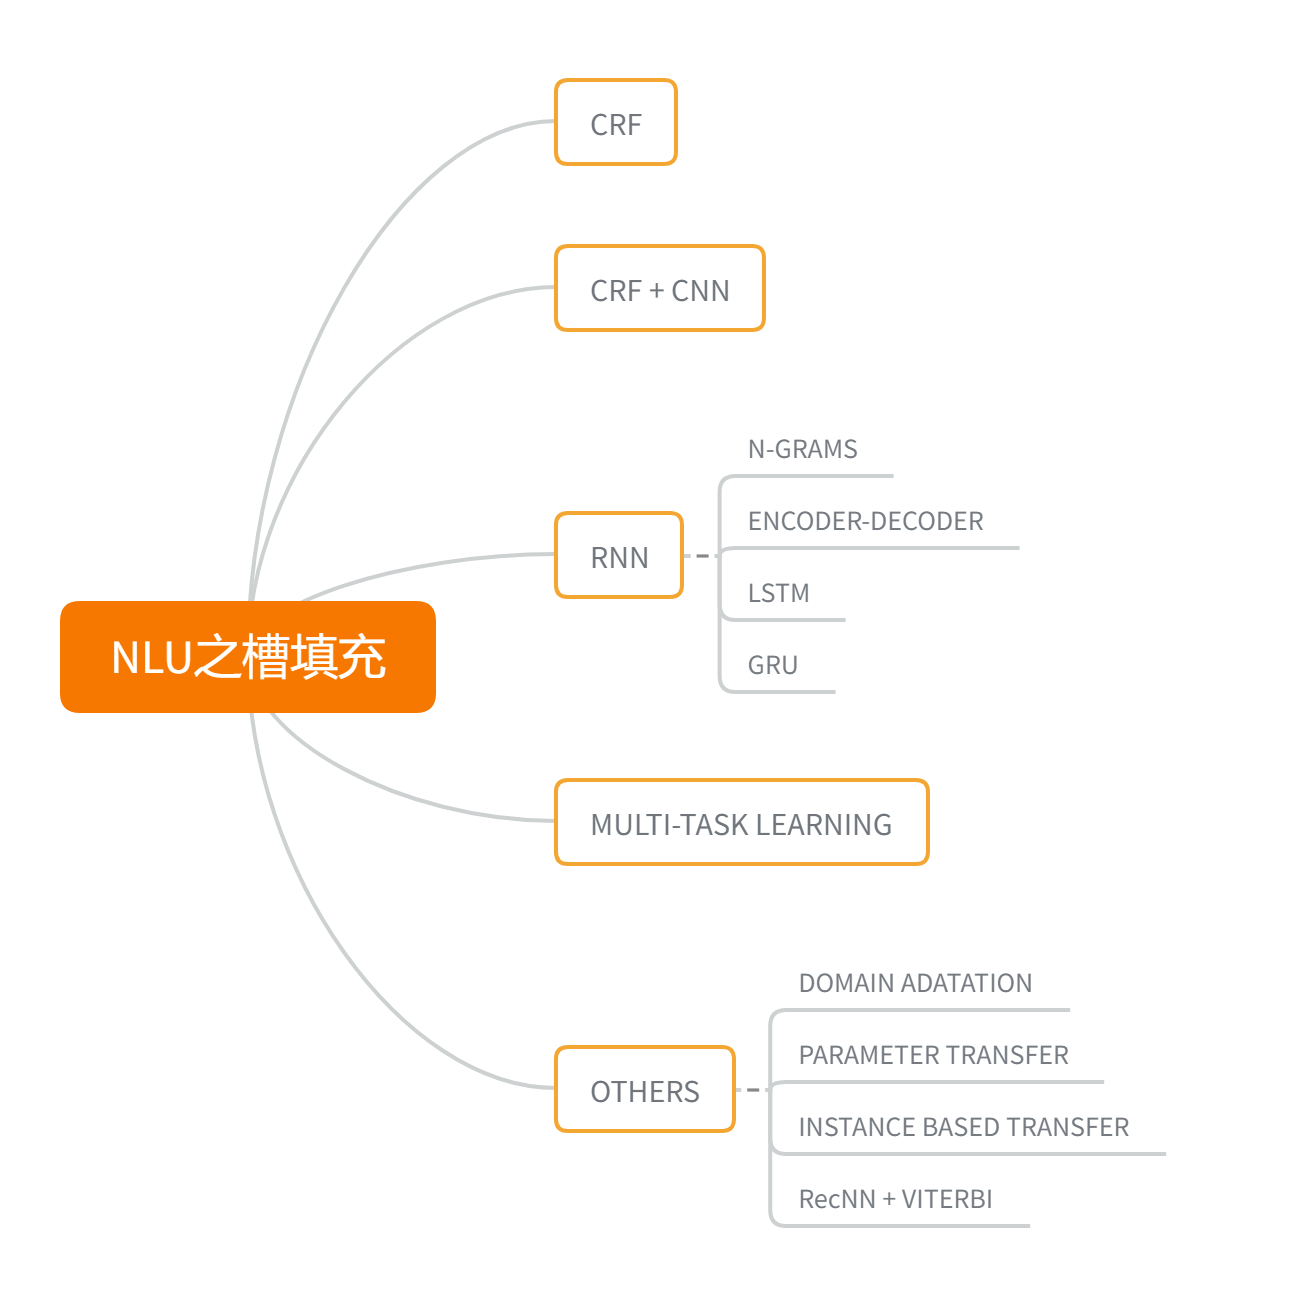 CRF
CRF + CNN
N-GRAMS
ENCODER-DECODER
RNN
LSTM
GRU
NLU之槽填充
MULTI-TASK LEARNING
DOMAIN ADATATION
PARAMETER TRANSFER
OTHERS
INSTANCE BASED TRANSFER
RecNN + VITERBI